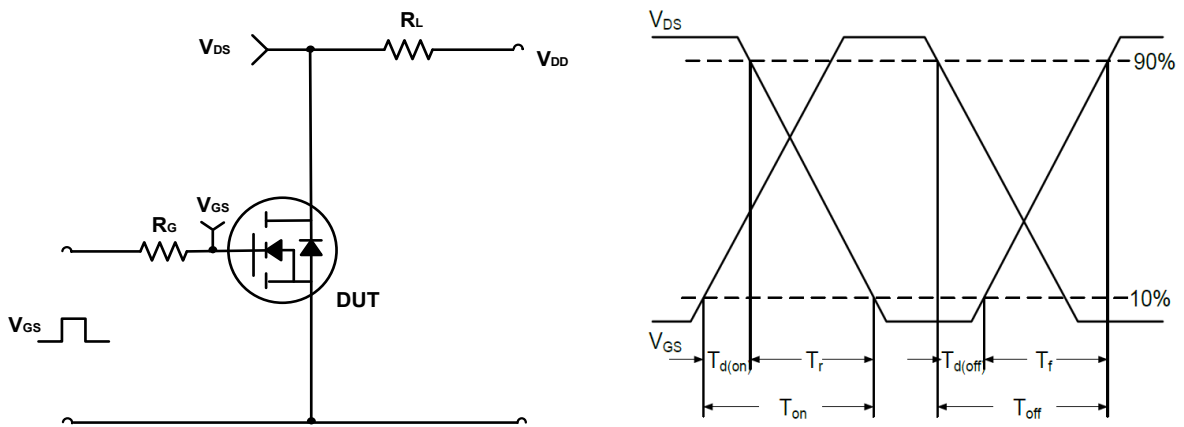 RL
VDS
VDD
VGS
RG
DUT
VGS
VDS
90%
10%
VGS
Td(on)
Tr
Td(off)
Tf
Ton
Toff